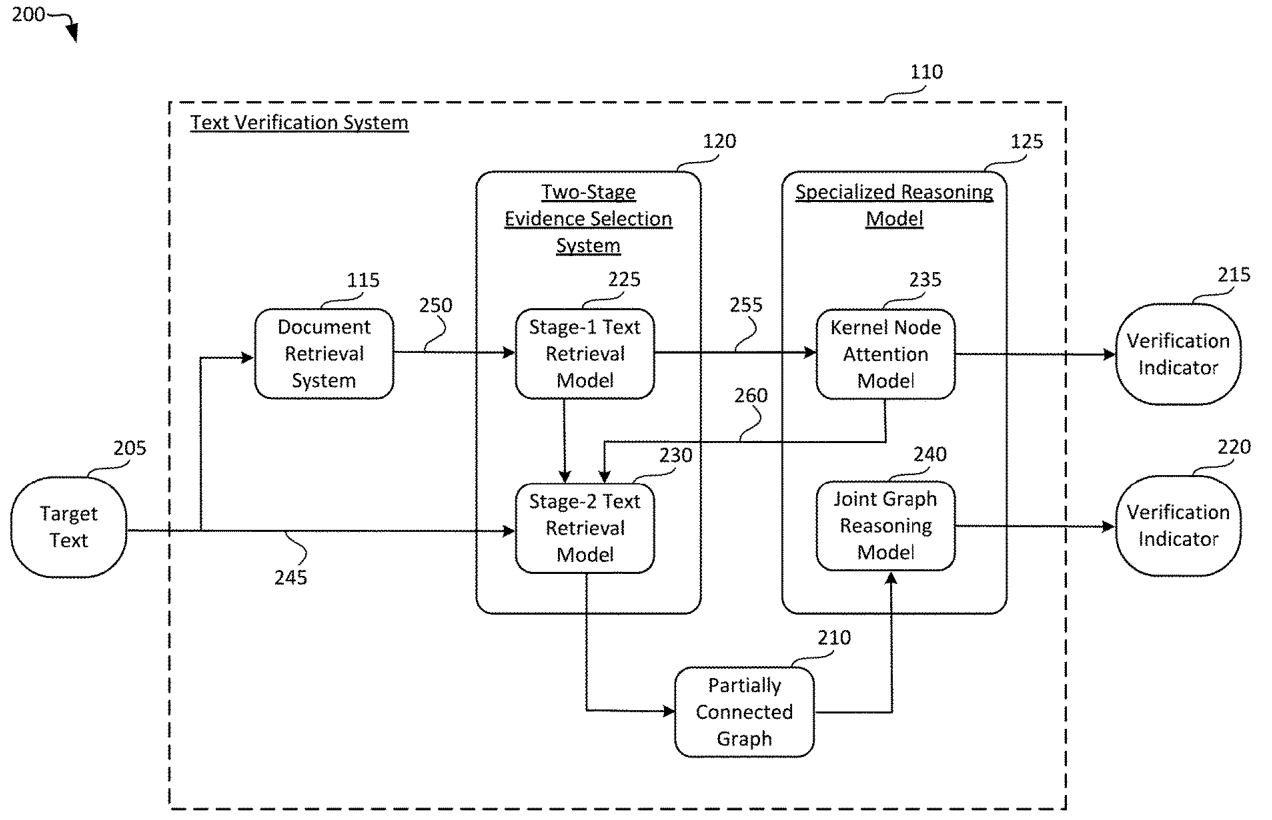 200
110
Text Verification System
120
125
Two-Stage
Evidence Selection
System
Specialized Reasoning
Model
115
250
225
255
235
215
Document
Retrieval
System
Stage-1 Text
Retrieval
Model
Kernel Node
Attention
Model
Verification
Indicator
260
205
230
240
220
Target
Text
Stage-2 Text
Retrieval
Model
Joint Graph
Reasoning
Model
Verification
Indicator
245
210
Partially
Connected
Graph